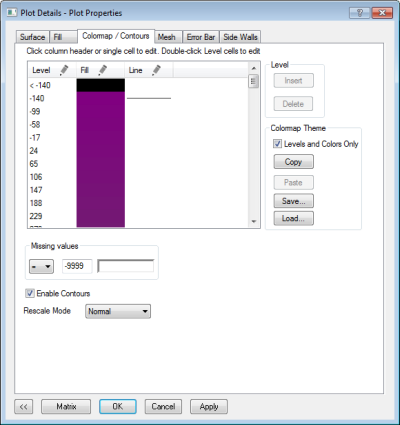 Plot Details - Plot Properties
Surface Fill Colormap / Contours Mesh Error Bar Side Walls
Click column header or single cell to edit. Double-click Level cells to edit
Level Fill Line
< -140
-140
-99
-58
-17
24
65
106
147
188
229
Level
Insert
Delete
Colormap Theme
Levels and Colors Only
Copy
Paste
Save...
Load...
Missing values
= -9999
Enable Contours
Rescale Mode Normal
<< Matrix OK Cancel Apply